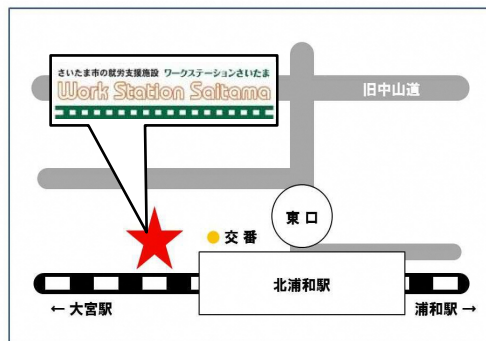 さいたま市の就労支援施設 ワークステーションさいたま
Work Station Saitama
旧中山道
東口
交番
北浦和駅
← 大宮駅
浦和駅 →